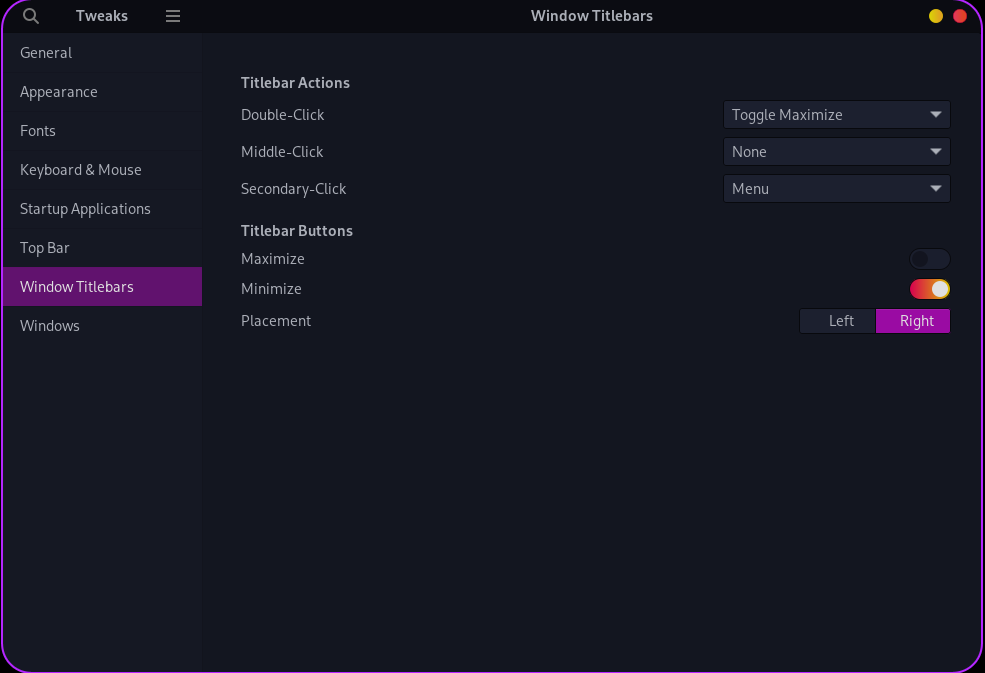 Tweaks
Window Titlebars
General
Appearance
Fonts
Keyboard & Mouse
Startup Applications
Top Bar
Window Titlebars
Windows
Titlebar Actions
Double-Click Toggle Maximize
Middle-Click None
Secondary-Click Menu
Titlebar Buttons
Maximize
Minimize
Placement Left Right